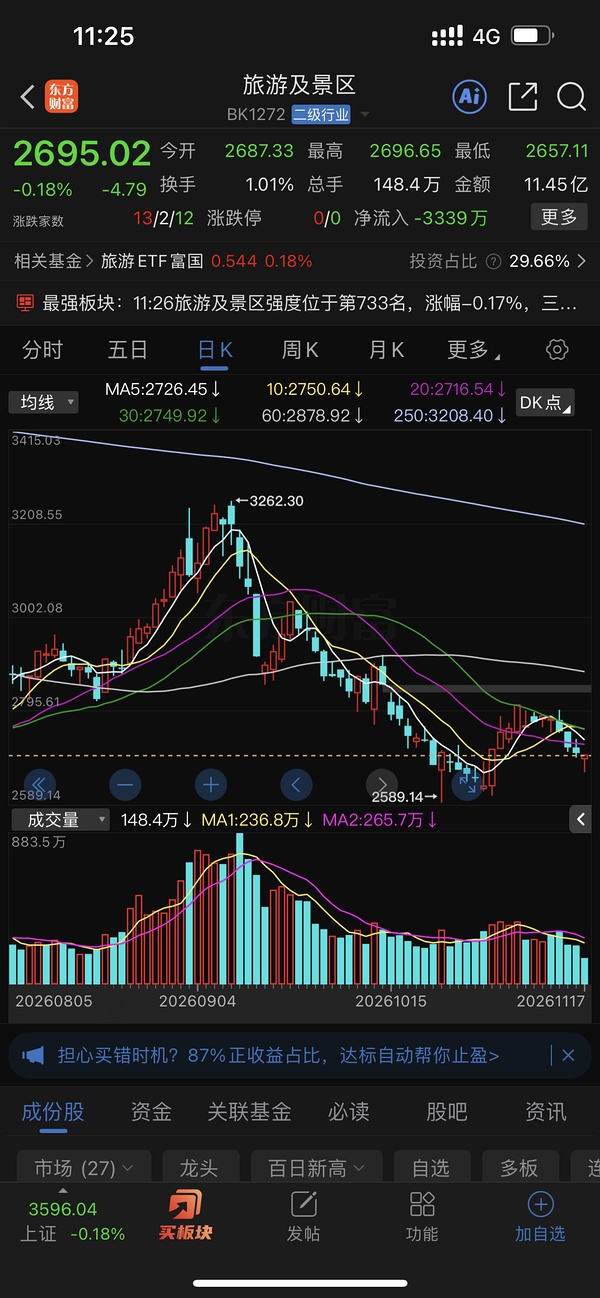 11:25 4G
东方财富 旅游及景区 Ai
BK1272 二级行业
2695.02 今开 2687.33 最高 2696.65 最低 2657.11
-0.18% -4.79 换手 1.01% 总手 148.4万 金额 11.45亿
涨跌家数 13/2/12 涨跌停 0/0 净流入 -3339万 更多
相关基金> 旅游ETF富国 0.544 0.18% 投资占比 ? 29.66% >
最强板块：11:26旅游及景区强度位于第733名，涨幅-0.17%，三...
分时 五日 日K 周K 月K 更多
均线 MA5:2726.45↓ 10:2750.64↓ 20:2716.54↓ DK点
30:2749.92↓ 60:2878.92↓ 250:3208.40↓
3415.03
←3262.30
3208.55
3002.08
东方财富
2795.61
2589.14
2589.14→
成交量 148.4万↓ MA1:236.8万↓ MA2:265.7万↓
883.5万
20260805 20260904 20261015 20261117
担心买错时机？87%正收益占比，达标自动帮你止盈> ×
成份股 资金 关联基金 必读 股吧 资讯
市场 (27) 龙头 百日新高 自选 多板 连
3596.04
上证 -0.18% 买板块 发帖 功能 加自选